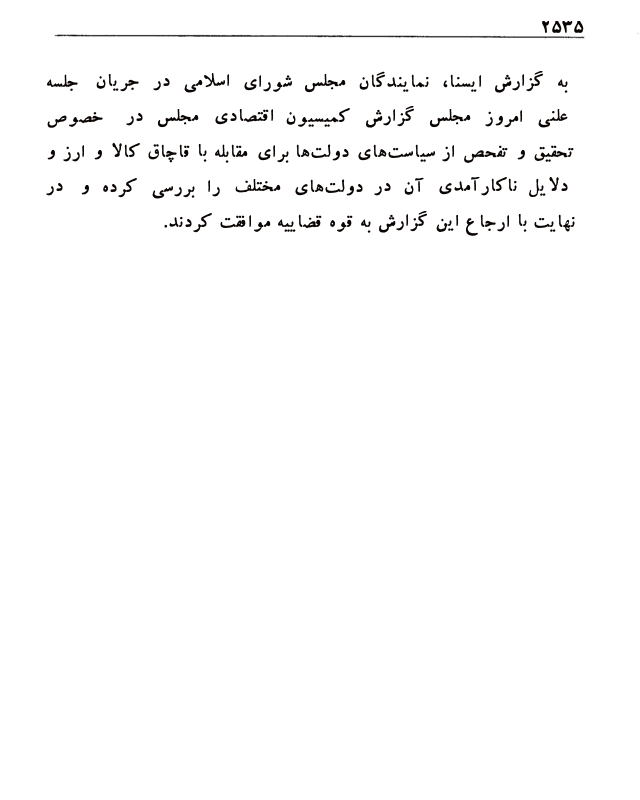 ۲۵۳۵
به گزارش ایسنا، نمایندگان مجلس شورای اسلامی در جریان جلسه
علنی امروز مجلس گزارش کمیسیون اقتصادی مجلس در خصوص
تحقیق و تفحص از سیاست‌های دولت‌ها برای مقابله با قاچاق کالا و ارز و
دلایل ناکارآمدی آن در دولت‌های مختلف را بررسی کرده و در
نهایت با ارجاع این گزارش به قوه قضاییه موافقت کردند.